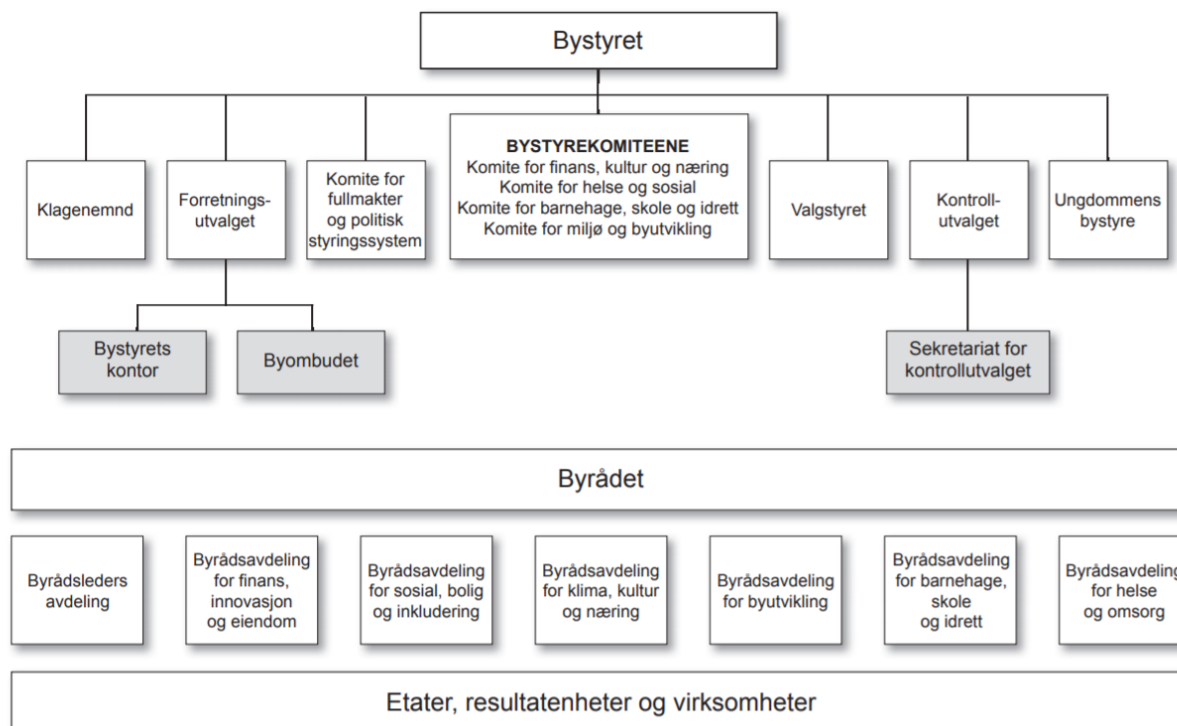 Bystyret
Klagenemnd
Forretnings-
utvalget
Komite for
fullmakter
og politisk
styringssystem
BYSTYREKOMITEENE
Komite for finans, kultur og næring
Komite for helse og sosial
Komite for barnehage, skole og idrett
Komite for miljø og byutvikling
Valgstyret
Kontroll-
utvalget
Ungdommens
bystyre
Bystyrets
kontor
Byombudet
Sekretariat for
kontrollutvalget
Byrådet
Byrådsleders
avdeling
Byrådsavdeling
for finans,
innovasjon
og eiendom
Byrådsavdeling
for sosial, bolig
og inkludering
Byrådsavdeling
for klima, kultur
og næring
Byrådsavdeling
for byutvikling
Byrådsavdeling
for barnehage,
skole
og idrett
Byrådsavdeling
for helse
og omsorg
Etater, resultatenheter og virksomheter